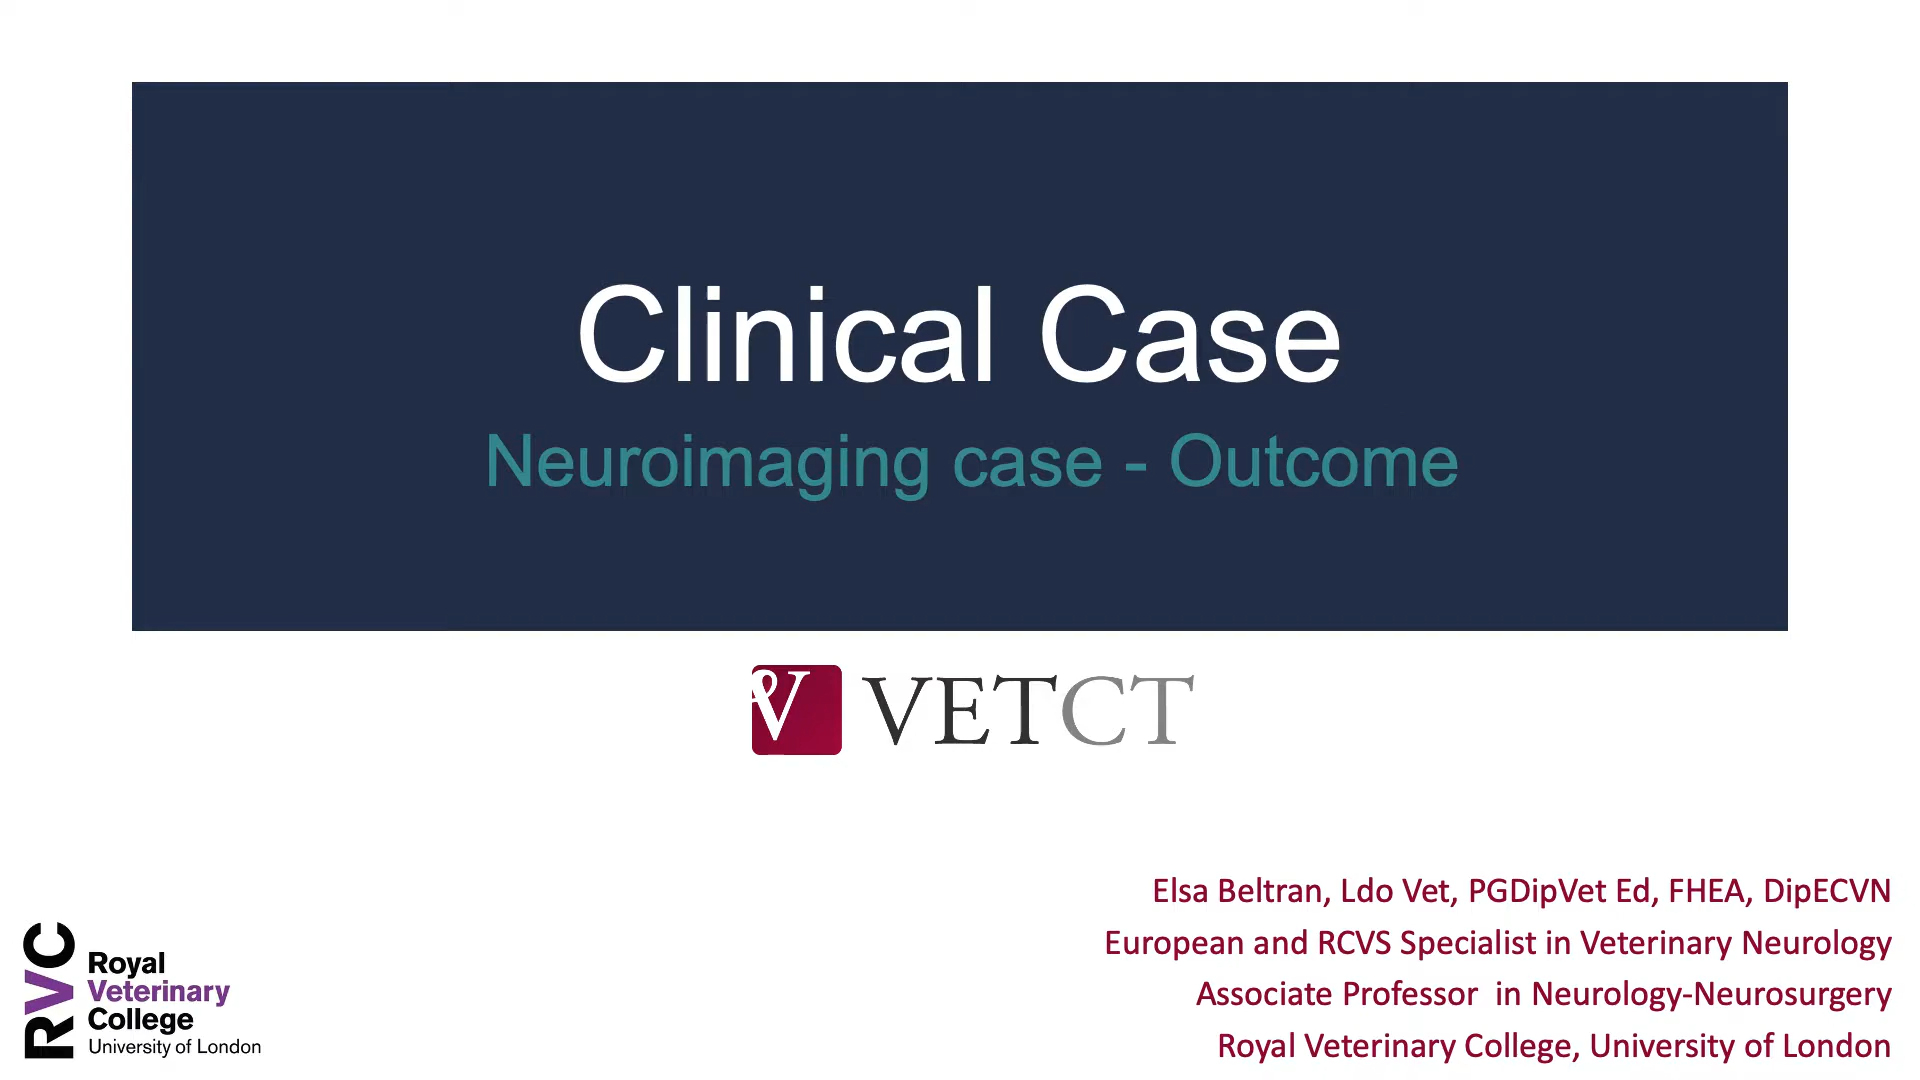 Clinical Case
Neuroimaging case - Outcome
VETCT
Elsa Beltran, Ldo Vet, PGDipVet Ed, FHEA, DipECVN
European and RCVS Specialist in Veterinary Neurology
Associate Professor in Neurology-Neurosurgery
Royal Veterinary College, University of London
RVC
Royal
Veterinary
College
University of London